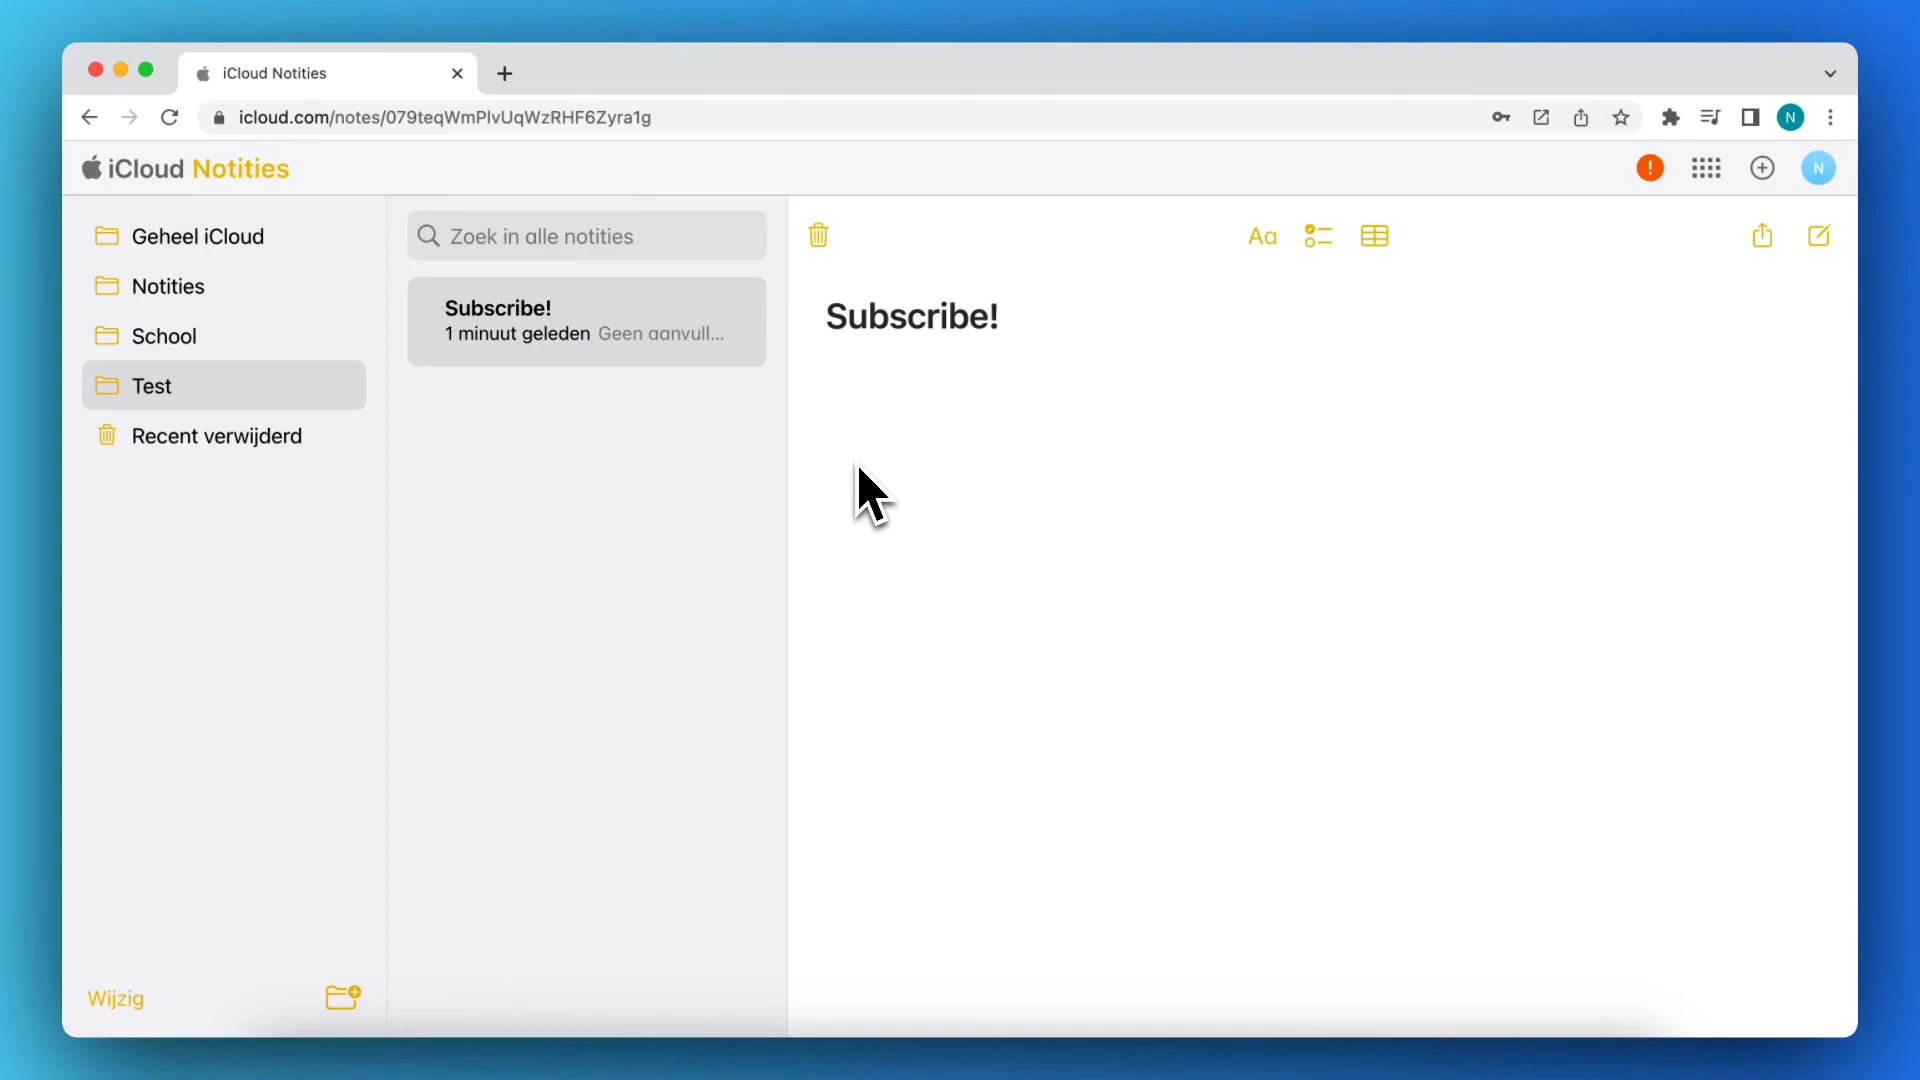 iCloud Notities
icloud.com/notes/079teqWmPlvUqWzRHF6Zyra1g
N
iCloud Notities
!
N
Geheel iCloud
Notities
School
Test
Recent verwijderd
Wijzig
Zoek in alle notities
Subscribe!
1 minuut geleden Geen aanvull...
Aa
Subscribe!